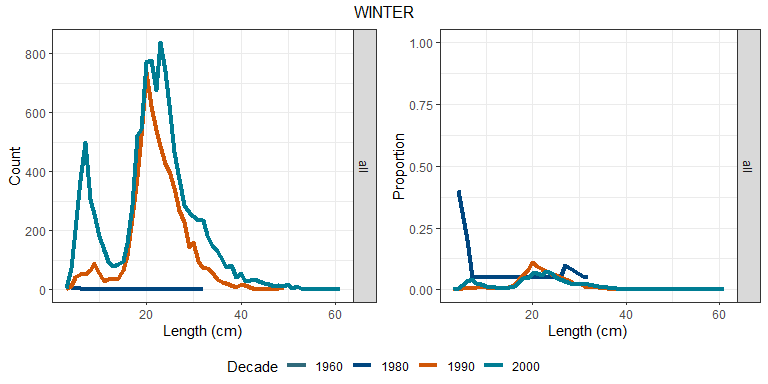 WINTER
Count
800
600
400
200
0
20
40
60
Length (cm)
all
Proportion
1.00
0.75
0.50
0.25
0.00
20
40
60
Length (cm)
all
Decade 1960 1980 1990 2000